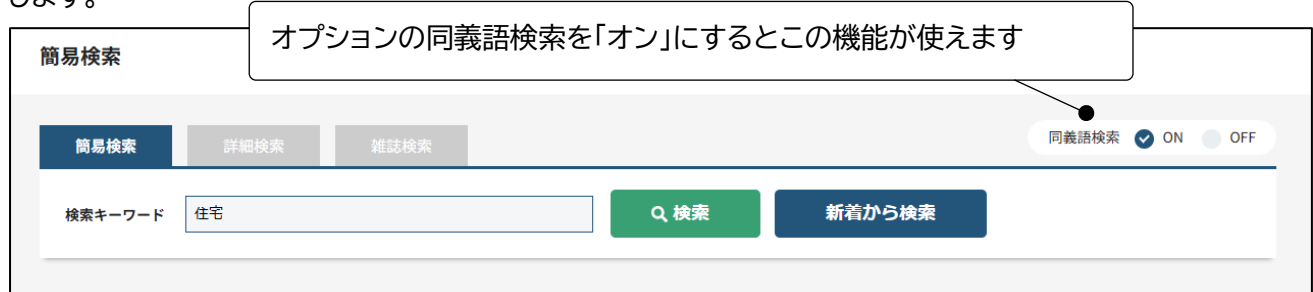 します。
オプションの同義語検索を「オン」にするとこの機能が使えます
簡易検索
簡易検索 詳細検索 雑誌検索
同義語検索 ON OFF
検索キーワード 住宅 検索 新着から検索